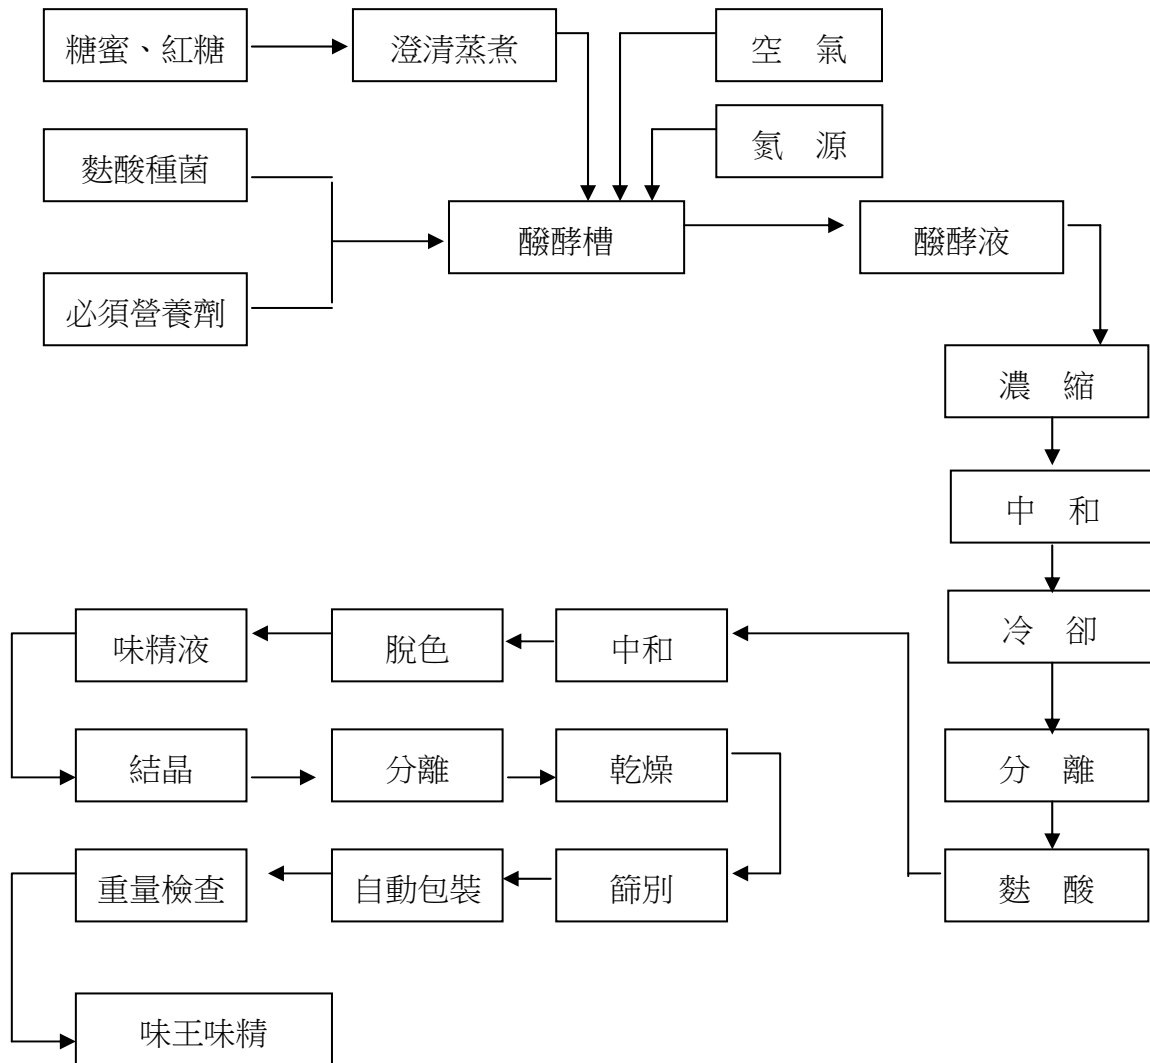 糖蜜、紅糖
澄清蒸煮
空 氣
氮 源
麩酸種菌
必須營養劑
醱酵槽
醱酵液
濃 縮
中 和
冷 卻
分 離
麩 酸
中和
脫色
味精液
結晶
分離
乾燥
篩別
自動包裝
重量檢查
味王味精